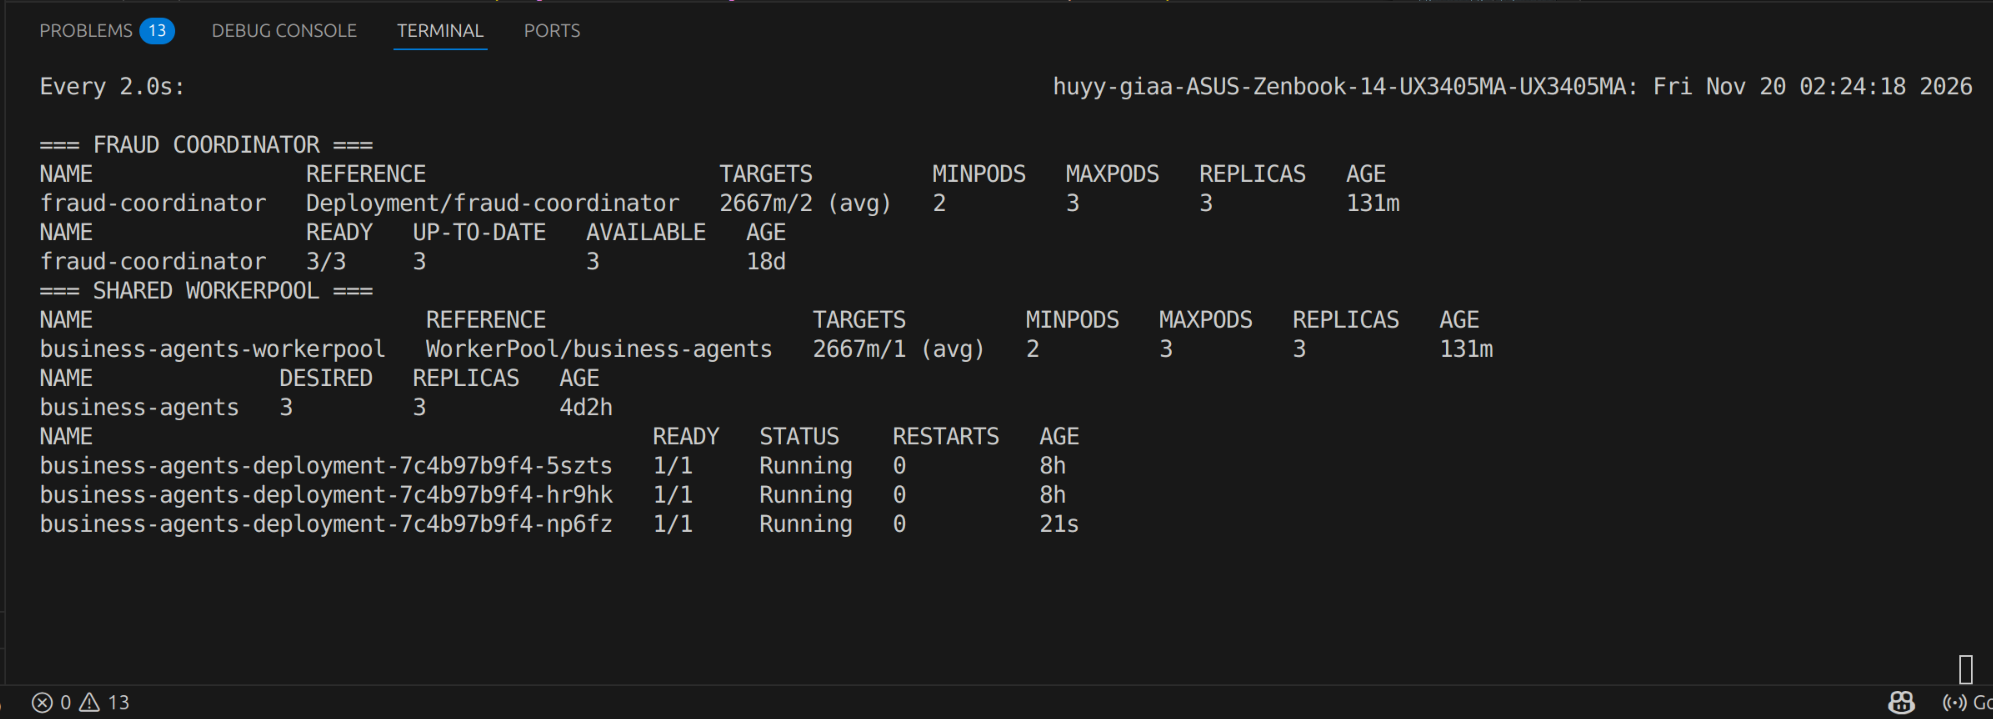 PROBLEMS 13 DEBUG CONSOLE TERMINAL PORTS
Every 2.0s: huyy-giaa-ASUS-Zenbook-14-UX3405MA-UX3405MA: Fri Nov 20 02:24:18 2026
=== FRAUD COORDINATOR ===
NAME REFERENCE TARGETS MINPODS MAXPODS REPLICAS AGE
fraud-coordinator Deployment/fraud-coordinator 2667m/2 (avg) 2 3 3 131m
NAME READY UP-TO-DATE AVAILABLE AGE
fraud-coordinator 3/3 3 3 18d
=== SHARED WORKERPOOL ===
NAME REFERENCE TARGETS MINPODS MAXPODS REPLICAS AGE
business-agents-workerpool WorkerPool/business-agents 2667m/1 (avg) 2 3 3 131m
NAME DESIRED REPLICAS AGE
business-agents 3 3 4d2h
NAME READY STATUS RESTARTS AGE
business-agents-deployment-7c4b97b9f4-5szts 1/1 Running 0 8h
business-agents-deployment-7c4b97b9f4-hr9hk 1/1 Running 0 8h
business-agents-deployment-7c4b97b9f4-np6fz 1/1 Running 0 21s
0 13 Go